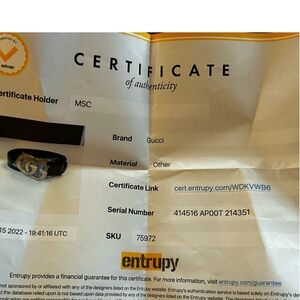 CERTIFICATE
of authenticity
ertificate Holder MSC
Brand Gucci
Material Other
Certificate Link cert.entrupy.com/WDKVWB6
Serial Number 414516 AP00T 214351
15 2022 - 19:41:16 UTC
SKU 75972
entrupy
Entrupy provides a financial guarantee for this certificate. For more information, visit entrupy.com/guarantee